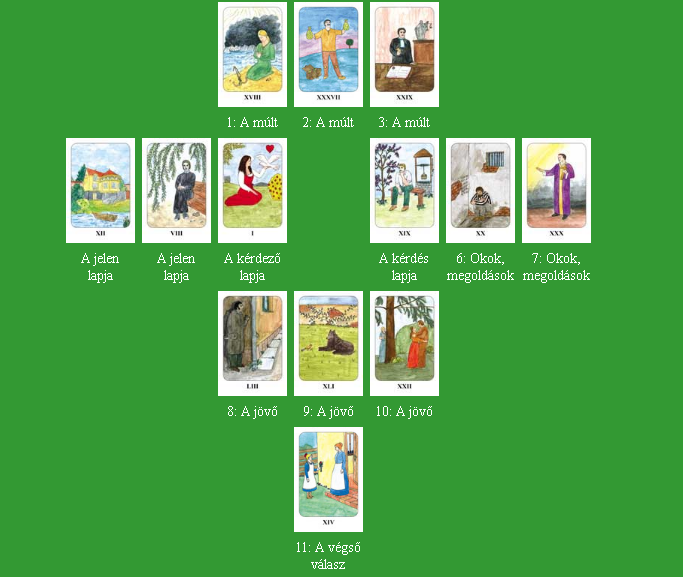 XVIII
XXXVII
XXIX
1: A múlt
2: A múlt
3: A múlt
XII
VIII
I
XIX
XX
XXX
A jelen
lapja
A jelen
lapja
A kérdező
lapja
A kérdés
lapja
6: Okok,
megoldások
7: Okok,
megoldások
LIII
XLI
XXII
8: A jövő
9: A jövő
10: A jövő
XIV
11: A végső
válasz